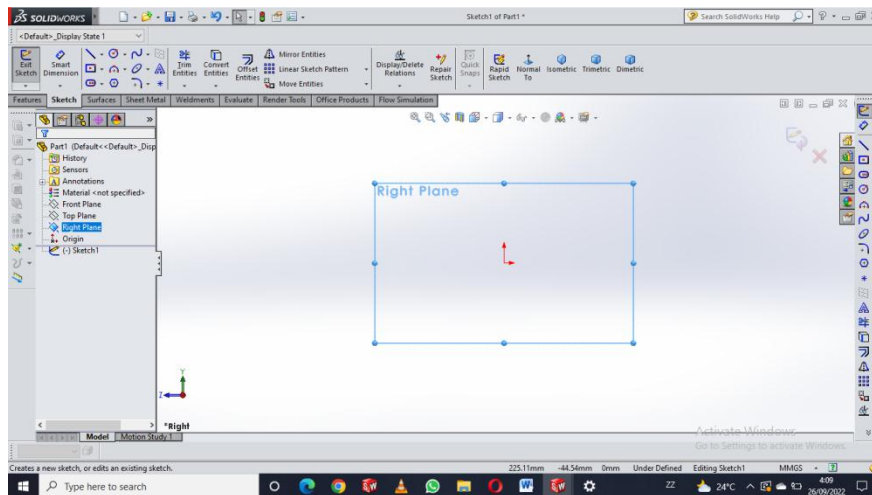 SOLIDWORKS
Sketch1 of Part1 *
Search SolidWorks Help
<Default>_Display State 1
Exit Sketch
Smart Dimension
Trim Entities
Convert Entities
Offset Entities
Mirror Entities
Linear Sketch Pattern
Move Entities
Display/Delete Relations
Repair Sketch
Quick Snaps
Rapid Sketch
Normal To
Isometric
Trimetric
Dimetric
Features Sketch Surfaces Sheet Metal Weldments Evaluate Render Tools Office Products Flow Simulation
Part1 (Default<<Default>_Disp
History
Sensors
Annotations
Material <not specified>
Front Plane
Top Plane
Right Plane
Origin
(-) Sketch1
Right Plane
Y
Z
*Right
Activate Windows
Go to Settings to activate Windows.
Model Motion Study 1
Creates a new sketch, or edits an existing sketch.
225.11mm -44.54mm 0mm Under Defined Editing Sketch1 MMGS
Type here to search
24°C
4:09
26/09/2022